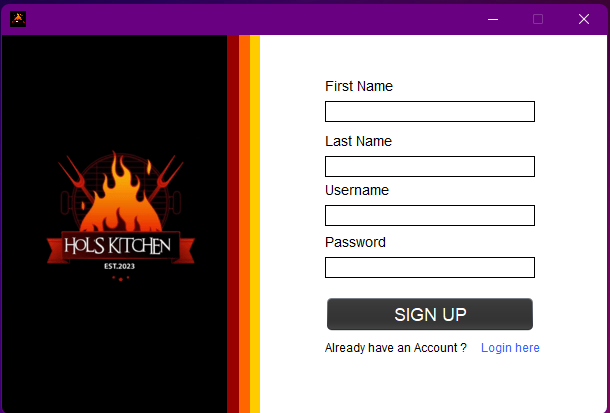 First Name
Last Name
Username
Password
HOLS KITCHEN
EST.2023
SIGN UP
Already have an Account ? Login here